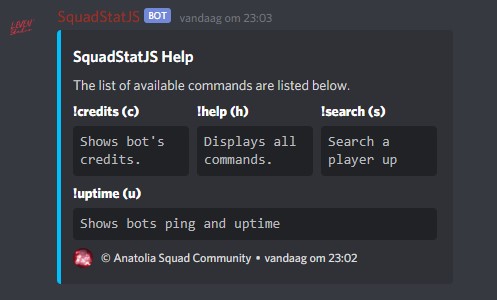 SquadStatJS BOT vandaag om 23:03
SquadStatJS Help
The list of available commands are listed below.
!credits (c) !help (h) !search (s)
Shows bot's Displays all Search a
credits. commands. player up
!uptime (u)
Shows bots ping and uptime
© Anatolia Squad Community • vandaag om 23:02